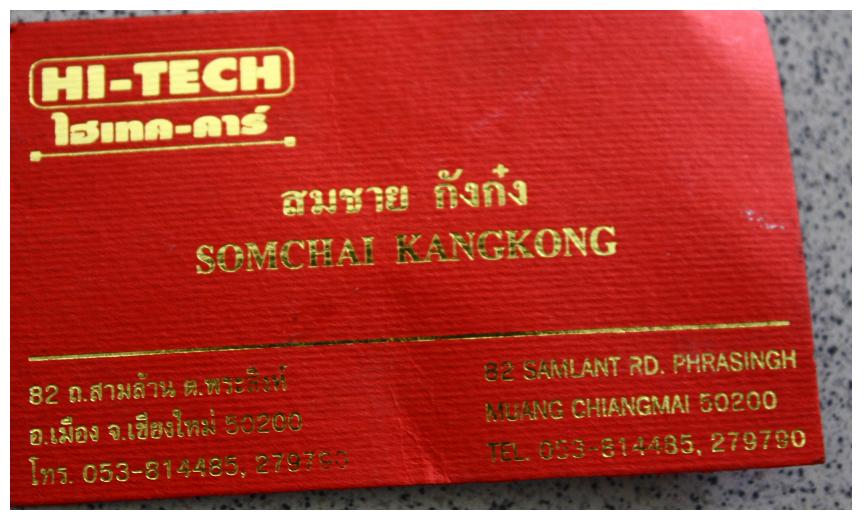 HI-TECH
ไฮเทค-คาร์
สมชาย กังก๋ง
SOMCHAI KANGKONG
82 ถ.สามล้าน ต.พระสิงห์
อ.เมือง จ.เชียงใหม่ 50200
โทร. 053-814485, 279790
82 SAMLANT RD. PHRASINGH
MUANG CHIANGMAI 50200
TEL. 053-814485, 279790